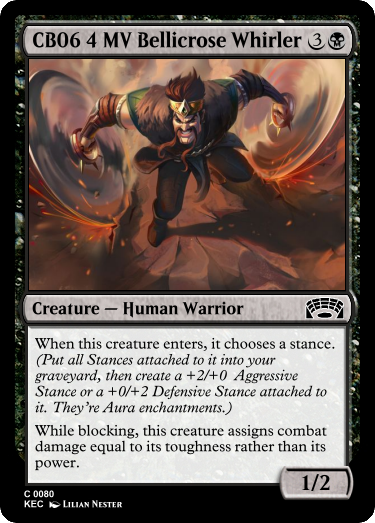 CB06 4 MV Bellicrose Whirler 3
Creature — Human Warrior
When this creature enters, it chooses a stance.
(Put all Stances attached to it into your
graveyard, then create a +2/+0 Aggressive
Stance or a +0/+2 Defensive Stance attached to
it. They're Aura enchantments.)
While blocking, this creature assigns combat
damage equal to its toughness rather than its
power.
1/2
C 0080
KEC Lilian Nester